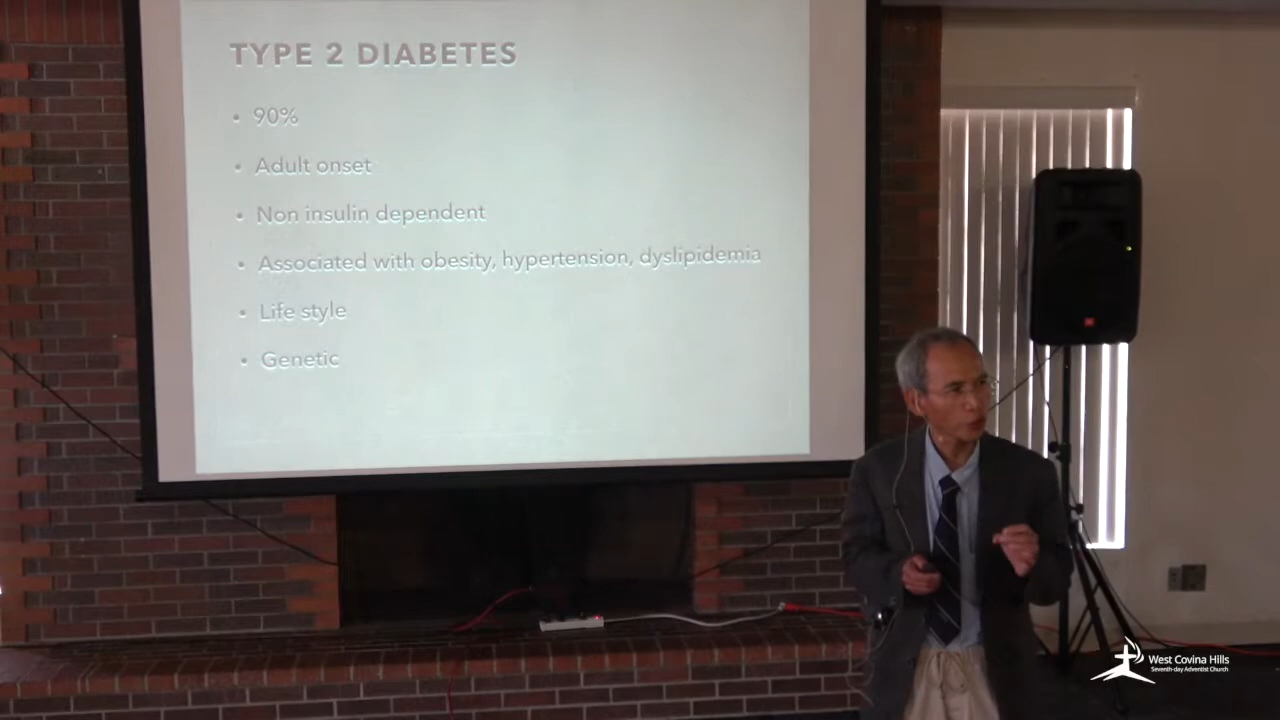 TYPE 2 DIABETES
• 90%
• Adult onset
• Non insulin dependent
• Associated with obesity, hypertension, dyslipidemia
• Life style
• Genetic
West Covina Hills
Seventh-day Adventist Church